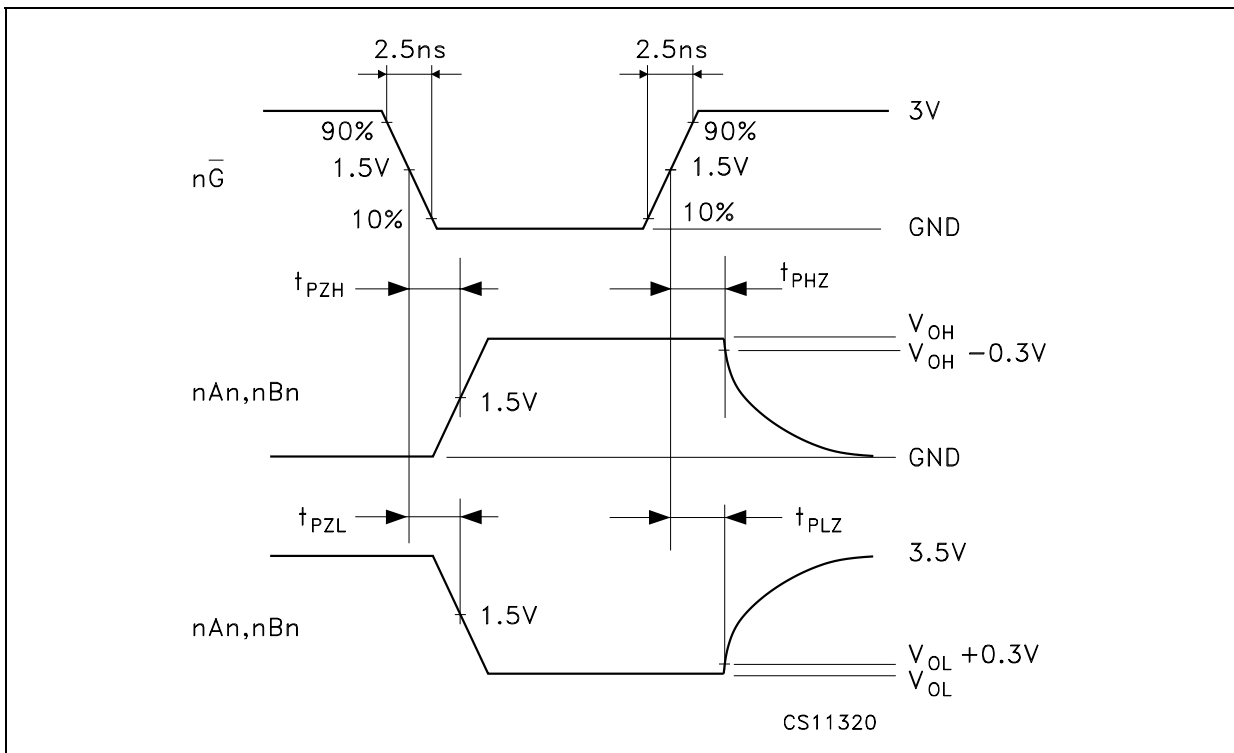 2.5ns 2.5ns
3V
90% 90%
nG̅ 1.5V 1.5V
10% 10%
GND
tPZH tPHZ
VOH
VOH −0.3V
nAn,nBn 1.5V
GND
tPZL tPLZ
3.5V
1.5V
nAn,nBn
VOL +0.3V
VOL
CS11320